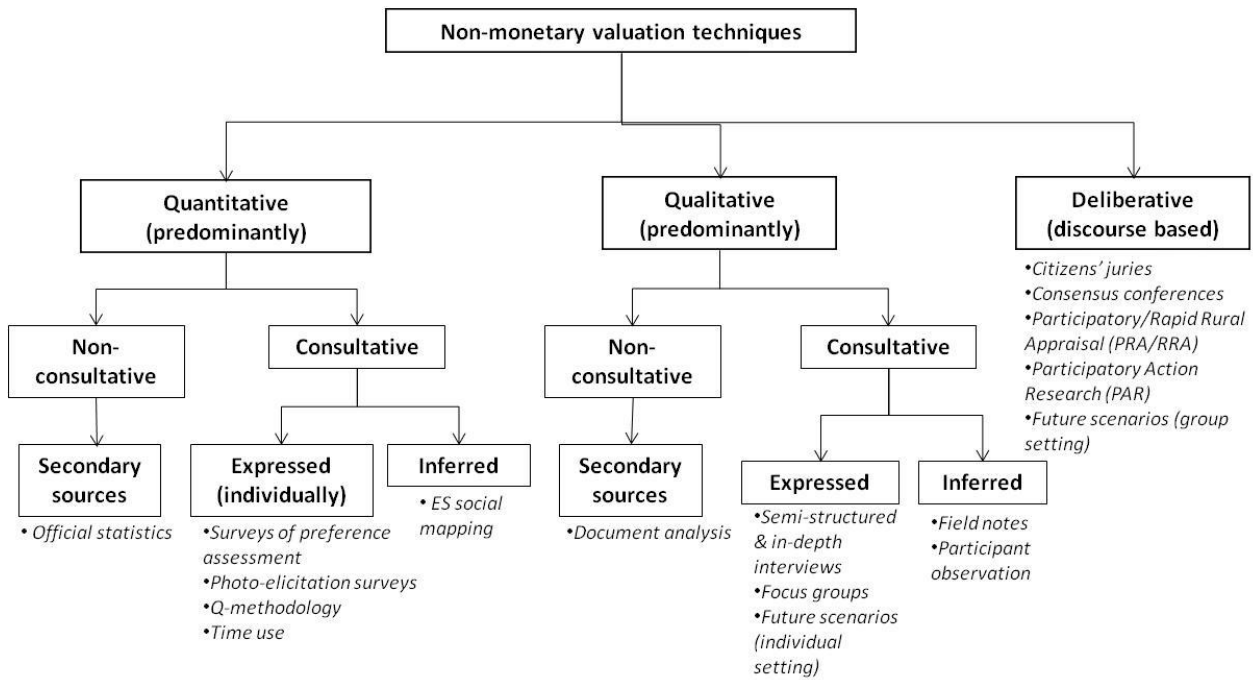 Non-monetary valuation techniques
Quantitative
(predominantly)
Qualitative
(predominantly)
Deliberative
(discourse based)
•Citizens’ juries
•Consensus conferences
•Participatory/Rapid Rural
Appraisal (PRA/RRA)
•Participatory Action
Research (PAR)
•Future scenarios (group
setting)
Non-
consultative
Consultative
Non-
consultative
Consultative
Secondary
sources
• Official statistics
Expressed
(individually)
•Surveys of preference
assessment
•Photo-elicitation surveys
•Q-methodology
•Time use
Inferred
• ES social
mapping
Secondary
sources
•Document analysis
Expressed
•Semi-structured
& in-depth
interviews
•Focus groups
•Future scenarios
(individual
setting)
Inferred
•Field notes
•Participant
observation